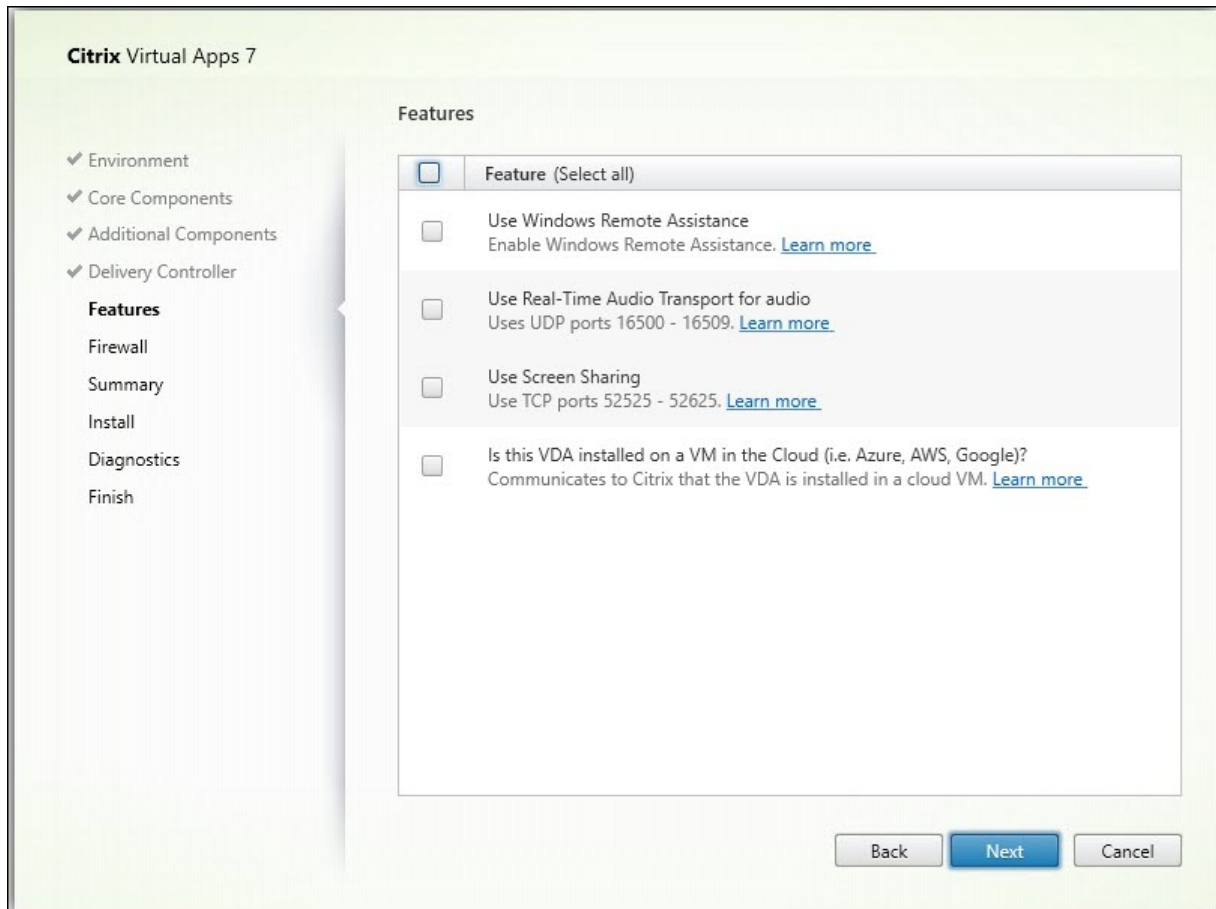 Citrix Virtual Apps 7
Features
Environment
Core Components
Additional Components
Delivery Controller
Features
Firewall
Summary
Install
Diagnostics
Finish
Feature (Select all)
Use Windows Remote Assistance
Enable Windows Remote Assistance. Learn more
Use Real-Time Audio Transport for audio
Uses UDP ports 16500 - 16509. Learn more
Use Screen Sharing
Use TCP ports 52525 - 52625. Learn more
Is this VDA installed on a VM in the Cloud (i.e. Azure, AWS, Google)?
Communicates to Citrix that the VDA is installed in a cloud VM. Learn more
Back
Next
Cancel